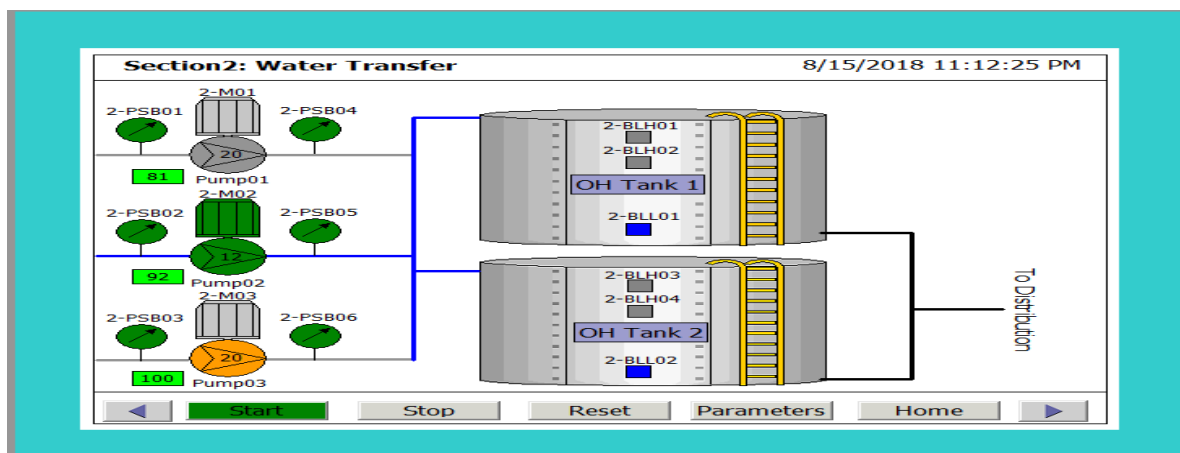 Section2: Water Transfer
8/15/2018 11:12:25 PM
2-M01
2-PSB01
2-PSB04
20
81
Pump01
2-M02
2-PSB02
2-PSB05
12
92
Pump02
2-M03
2-PSB03
2-PSB06
20
100
Pump03
2-BLH01
2-BLH02
OH Tank 1
2-BLL01
2-BLH03
2-BLH04
OH Tank 2
2-BLL02
To Distribution
Start
Stop
Reset
Parameters
Home